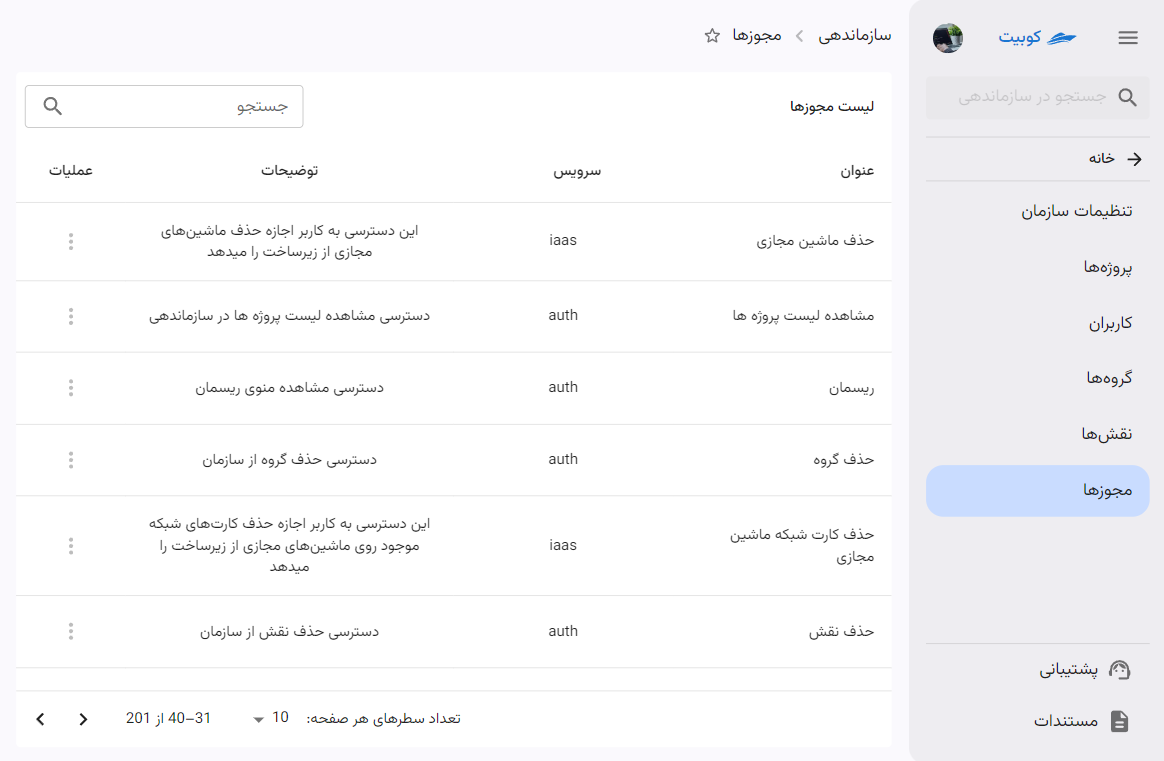 کوبیت
جستجو در سازماندهی
خانه
تنظیمات سازمان
پروژه‌ها
کاربران
گروه‌ها
نقش‌ها
مجوزها
پشتیبانی
مستندات
سازماندهی
مجوزها
لیست مجوزها
جستجو
عنوان سرویس توضیحات عملیات
حذف ماشین مجازی iaas این دسترسی به کاربر اجازه حذف ماشین‌های
مجازی از زیرساخت را میدهد
مشاهده لیست پروژه ها auth دسترسی مشاهده لیست پروژه ها در سازماندهی
ریسمان auth دسترسی مشاهده منوی ریسمان
حذف گروه auth دسترسی حذف گروه از سازمان
حذف کارت شبکه ماشین
مجازی
iaas
این دسترسی به کاربر اجازه حذف کارت‌های شبکه
موجود روی ماشین‌های مجازی از زیرساخت را
میدهد
حذف نقش auth دسترسی حذف نقش از سازمان
تعداد سطرهای هر صفحه: 10 31–40 از 201